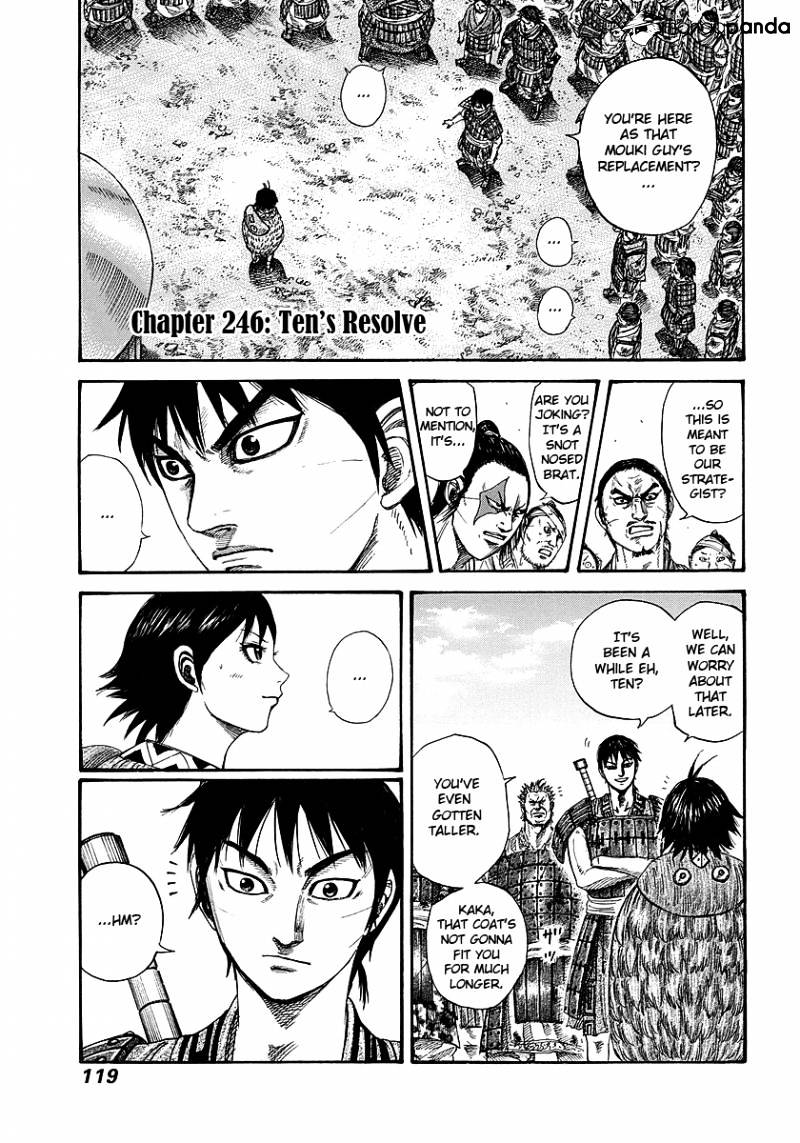 panda
YOU'RE HERE
AS THAT
MOUKI GUY'S
REPLACEMENT?
...
...
...
...
Chapter 246: Ten's Resolve
...SO
THIS IS
MEANT
TO BE
OUR
STRATE-
GIST?
ARE YOU
JOKING?
IT'S A
SNOT
NOSED
BRAT.
NOT TO
MENTION,
IT'S...
...
WELL,
WE CAN
WORRY
ABOUT
THAT
LATER.
IT'S
BEEN A
WHILE EH,
TEN?
YOU'VE
EVEN
GOTTEN
TALLER.
KAKA,
THAT COAT'S
NOT GONNA
FIT YOU
FOR MUCH
LONGER.
...
...HM?
119